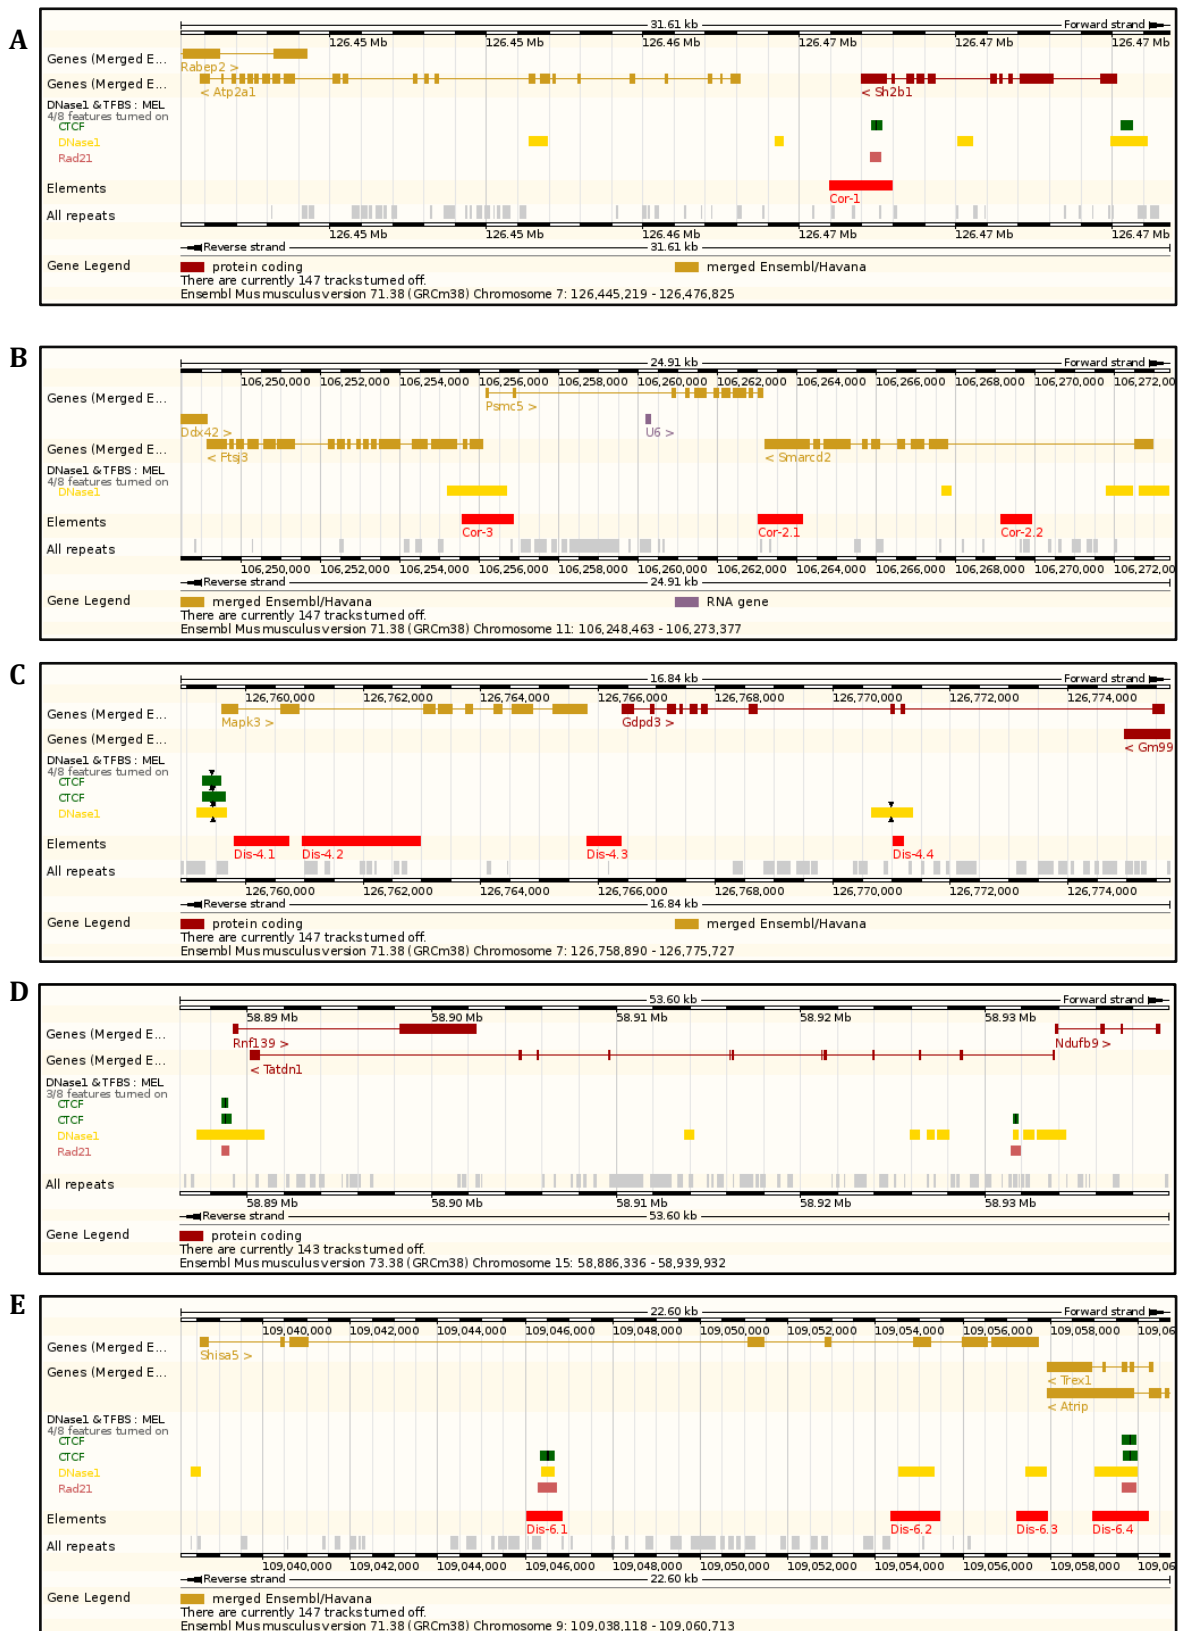 A
31.61 kb
Forward strand
126.45 Mb 126.45 Mb 126.46 Mb 126.47 Mb 126.47 Mb 126.47 Mb
Genes (Merged E...
Rabep2 >
Genes (Merged E...
< Atp2a1 < Sh2b1
DNase1 & TFBS : MEL
4/8 features turned on
CTCF
DNase1
Rad21
Elements
Cor-1
All repeats
126.45 Mb 126.45 Mb 126.46 Mb 126.47 Mb 126.47 Mb 126.47 Mb
Reverse strand 31.61 kb
Gene Legend protein coding merged Ensembl/Havana
There are currently 147 tracks turned off.
Ensembl Mus musculus version 71.38 (GRCm38) Chromosome 7: 126,445,219 - 126,476,825
B
24.91 kb
Forward strand
106,250,000 106,252,000 106,254,000 106,256,000 106,258,000 106,260,000 106,262,000 106,264,000 106,266,000 106,268,000 106,270,000 106,272,00
Genes (Merged E...
Psmc5 >
Ddx42 > U6 >
Genes (Merged E...
< Ftsj3 < Smarcd2
DNase1 & TFBS : MEL
4/8 features turned on
DNase1
Elements
Cor-3 Cor-2.1 Cor-2.2
All repeats
106,250,000 106,252,000 106,254,000 106,256,000 106,258,000 106,260,000 106,262,000 106,264,000 106,266,000 106,268,000 106,270,000 106,272,00
Reverse strand 24.91 kb
Gene Legend merged Ensembl/Havana RNA gene
There are currently 147 tracks turned off.
Ensembl Mus musculus version 71.38 (GRCm38) Chromosome 11: 106,248,463 - 106,273,377
C
16.84 kb
Forward strand
126,760,000 126,762,000 126,764,000 126,766,000 126,768,000 126,770,000 126,772,000 126,774,000
Genes (Merged E...
Mapk3 > Gdpd3 >
Genes (Merged E...
< Gm99
DNase1 & TFBS : MEL
4/8 features turned on
CTCF
CTCF
DNase1
Elements
Dis-4.1 Dis-4.2 Dis-4.3 Dis-4.4
All repeats
126,760,000 126,762,000 126,764,000 126,766,000 126,768,000 126,770,000 126,772,000 126,774,000
Reverse strand 16.84 kb
Gene Legend protein coding merged Ensembl/Havana
There are currently 147 tracks turned off.
Ensembl Mus musculus version 71.38 (GRCm38) Chromosome 7: 126,758,890 - 126,775,727
D
53.60 kb
Forward strand
58.89 Mb 58.90 Mb 58.91 Mb 58.92 Mb 58.93 Mb
Genes (Merged E...
Rnf139 > Ndufb9 >
Genes (Merged E...
< Tatdn1
DNase1 & TFBS : MEL
3/8 features turned on
CTCF
CTCF
DNase1
Rad21
All repeats
58.89 Mb 58.90 Mb 58.91 Mb 58.92 Mb 58.93 Mb
Reverse strand 53.60 kb
Gene Legend protein coding
There are currently 143 tracks turned off.
Ensembl Mus musculus version 73.38 (GRCm38) Chromosome 15: 58,886,336 - 58,939,932
E
22.60 kb
Forward strand
109,040,000 109,042,000 109,044,000 109,046,000 109,048,000 109,050,000 109,052,000 109,054,000 109,056,000 109,058,000 109,06
Genes (Merged E...
Shisa5 >
Genes (Merged E...
< Trex1
< Atrip
DNase1 & TFBS : MEL
4/8 features turned on
CTCF
CTCF
DNase1
Rad21
Elements
Dis-6.1 Dis-6.2 Dis-6.3 Dis-6.4
All repeats
109,040,000 109,042,000 109,044,000 109,046,000 109,048,000 109,050,000 109,052,000 109,054,000 109,056,000 109,058,000 109,06
Reverse strand 22.60 kb
Gene Legend merged Ensembl/Havana
There are currently 147 tracks turned off.
Ensembl Mus musculus version 71.38 (GRCm38) Chromosome 9: 109,038,118 - 109,060,713